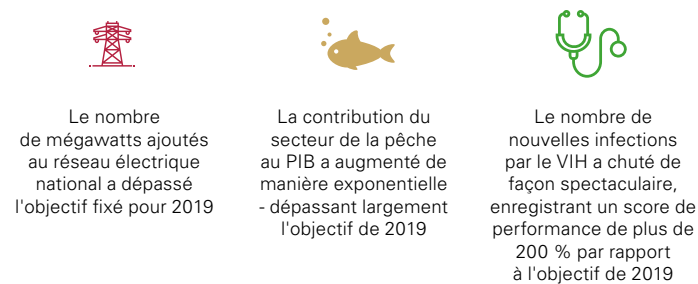 Le nombre
de mégawatts ajoutés
au réseau électrique
national a dépassé
l'objectif fixé pour 2019
La contribution du
secteur de la pêche
au PIB a augmenté de
manière exponentielle
- dépassant largement
l'objectif de 2019
Le nombre de
nouvelles infections
par le VIH a chuté de
façon spectaculaire,
enregistrant un score de
performance de plus de
200 % par rapport
à l'objectif de 2019